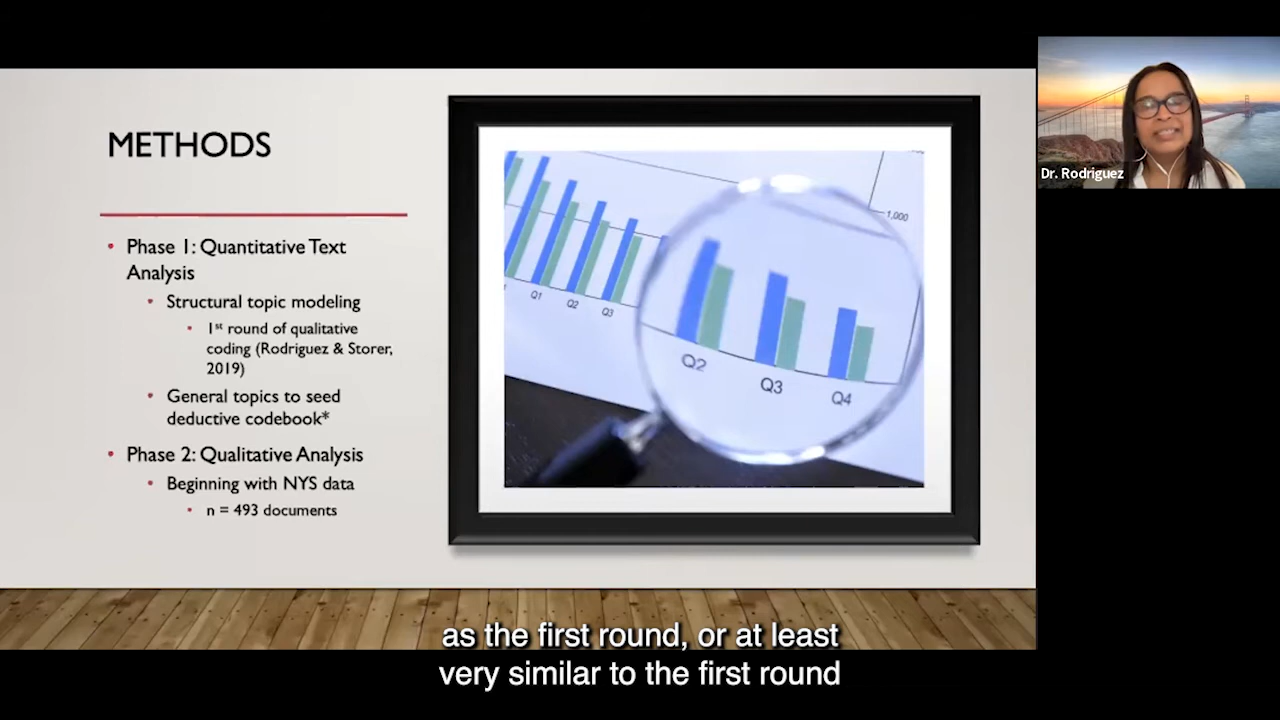 METHODS
• Phase 1: Quantitative Text
Analysis
• Structural topic modeling
• 1st round of qualitative
coding (Rodriguez & Storer,
2019)
• General topics to seed
deductive codebook*
• Phase 2: Qualitative Analysis
• Beginning with NYS data
• n = 493 documents
1,000
Q1
Q2
Q3
Q2
Q3
Q4
Dr. Rodriguez
as the first round, or at least
very similar to the first round